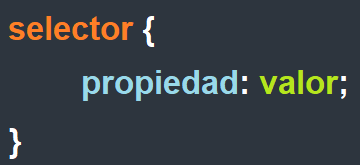 selector {
propiedad: valor;
}